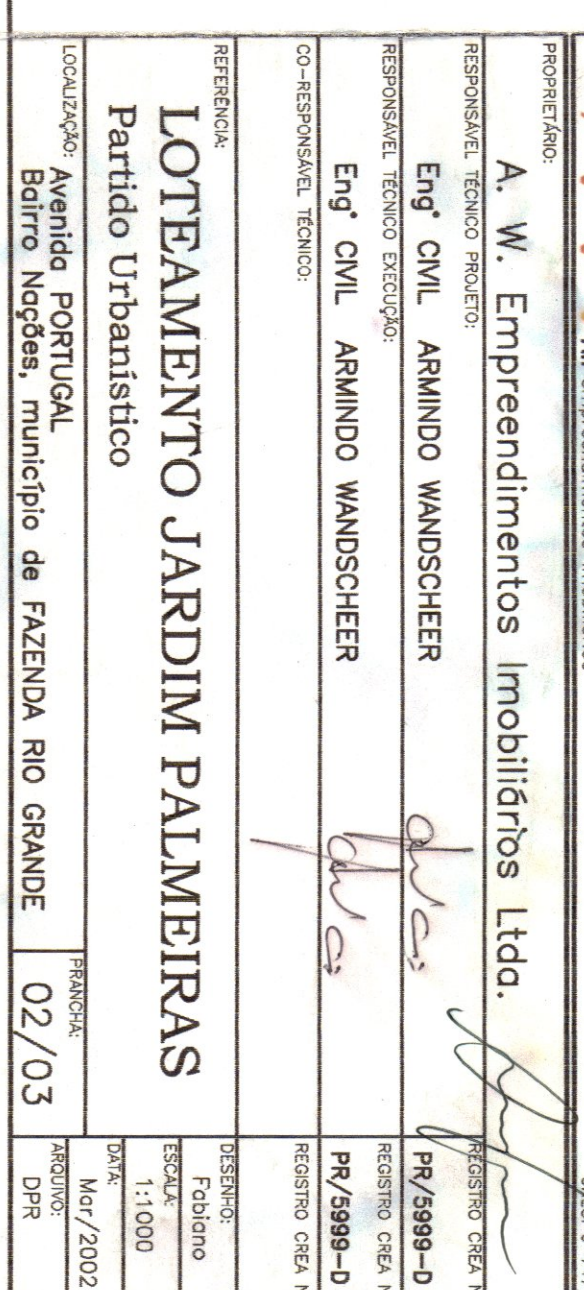 PROPRIETÁRIO:
A. W. Empreendimentos Imobiliários Ltda.
RESPONSÁVEL TÉCNICO PROJETO:
Eng° CIVIL ARMINDO WANDSCHEER
REGISTRO CREA N
PR/5999-D
RESPONSÁVEL TÉCNICO EXECUÇÃO:
Eng° CIVIL ARMINDO WANDSCHEER
REGISTRO CREA N
PR/5999-D
CO-RESPONSÁVEL TÉCNICO:
REGISTRO CREA N
REFERÊNCIA:
LOTEAMENTO JARDIM PALMEIRAS
Partido Urbanístico
DESENHO:
Fabiano
ESCALA:
1:1000
DATA:
Mar/2002
LOCALIZAÇÃO: Avenida PORTUGAL
Bairro Nações, município de FAZENDA RIO GRANDE
PRANCHA:
02/03
ARQUIVO:
DPR